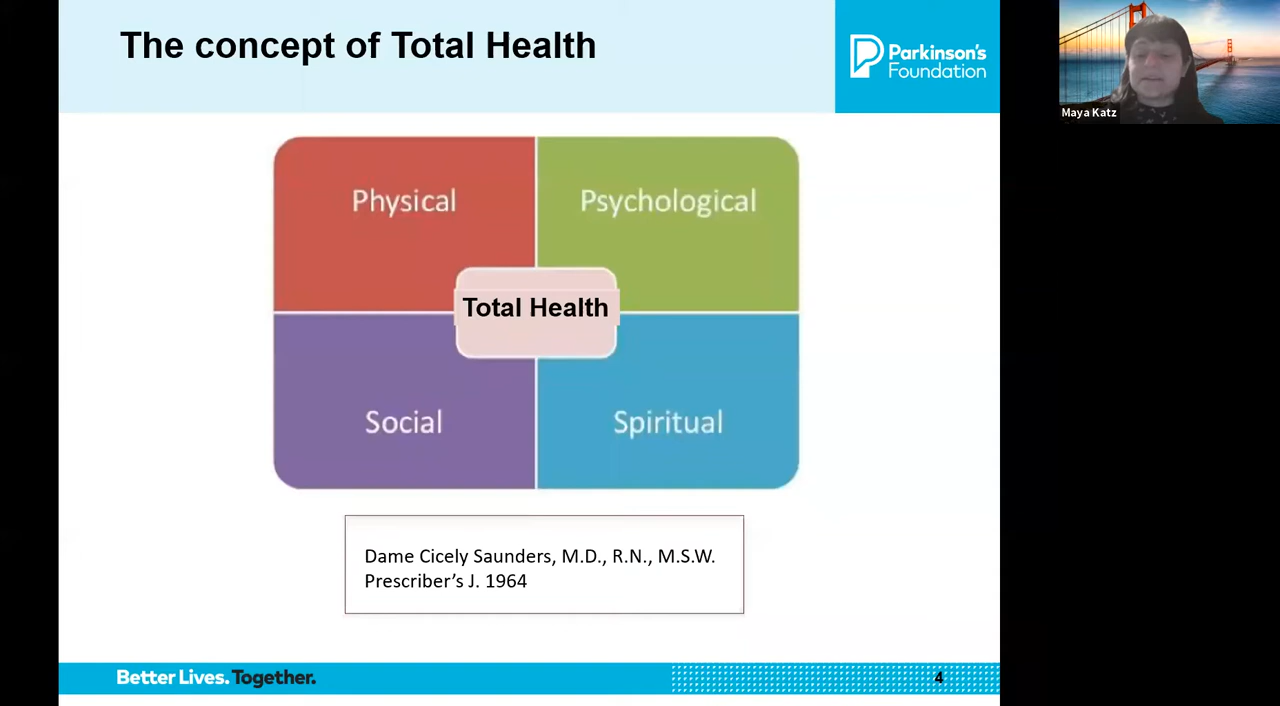 The concept of Total Health
Parkinson's
Foundation
Maya Katz
Physical
Psychological
Total Health
Social
Spiritual
Dame Cicely Saunders, M.D., R.N., M.S.W.
Prescriber's J. 1964
Better Lives. Together.
4